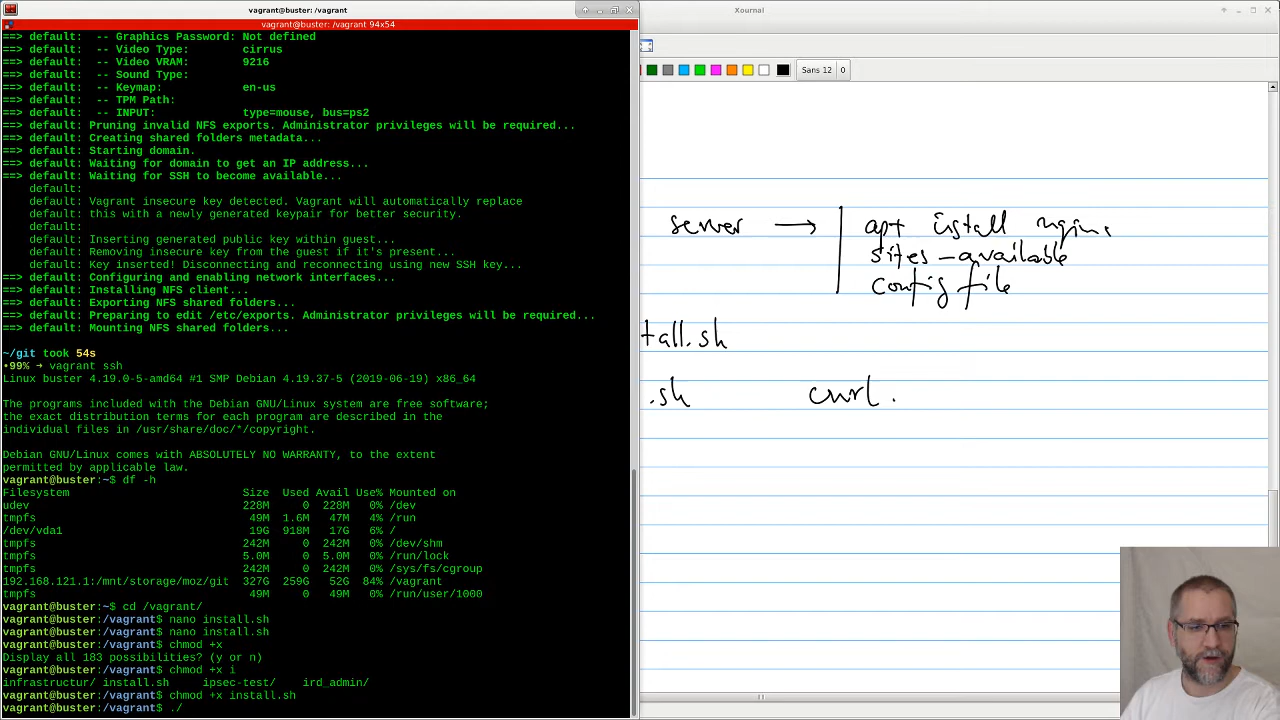 vagrant@buster: /vagrant
vagrant@buster: /vagrant 94x54
==> default:  -- Graphics Password: Not defined
==> default:  -- Video Type:        cirrus
==> default:  -- Video VRAM:        9216
==> default:  -- Sound Type:
==> default:  -- Keymap:            en-us
==> default:  -- TPM Path:
==> default:  -- INPUT:             type=mouse, bus=ps2
==> default: Pruning invalid NFS exports. Administrator privileges will be required...
==> default: Creating shared folders metadata...
==> default: Starting domain.
==> default: Waiting for domain to get an IP address...
==> default: Waiting for SSH to become available...
    default:
    default: Vagrant insecure key detected. Vagrant will automatically replace
    default: this with a newly generated keypair for better security.
    default:
    default: Inserting generated public key within guest...
    default: Removing insecure key from the guest if it's present...
    default: Key inserted! Disconnecting and reconnecting using new SSH key...
==> default: Configuring and enabling network interfaces...
==> default: Installing NFS client...
==> default: Exporting NFS shared folders...
==> default: Preparing to edit /etc/exports. Administrator privileges will be required...
==> default: Mounting NFS shared folders...
~/git took 54s
•99% ➜ vagrant ssh
Linux buster 4.19.0-5-amd64 #1 SMP Debian 4.19.37-5 (2019-06-19) x86_64
The programs included with the Debian GNU/Linux system are free software;
the exact distribution terms for each program are described in the
individual files in /usr/share/doc/*/copyright.
Debian GNU/Linux comes with ABSOLUTELY NO WARRANTY, to the extent
permitted by applicable law.
vagrant@buster:~$ df -h
Filesystem                         Size  Used Avail Use% Mounted on
udev                               228M     0  228M   0% /dev
tmpfs                               49M  1.6M   47M   4% /run
/dev/vda1                           19G  918M   17G   6% /
tmpfs                              242M     0  242M   0% /dev/shm
tmpfs                              5.0M     0  5.0M   0% /run/lock
tmpfs                              242M     0  242M   0% /sys/fs/cgroup
192.168.121.1:/mnt/storage/moz/git  327G  259G   52G  84% /vagrant
tmpfs                               49M     0   49M   0% /run/user/1000
vagrant@buster:~$ cd /vagrant/
vagrant@buster:/vagrant$ nano install.sh
vagrant@buster:/vagrant$ nano install.sh
vagrant@buster:/vagrant$ chmod +x
Display all 183 possibilities? (y or n)
vagrant@buster:/vagrant$ chmod +x i
infrastructur/ install.sh     ipsec-test/    ird_admin/
vagrant@buster:/vagrant$ chmod +x install.sh
vagrant@buster:/vagrant$ ./
Xournal
Sans 12 0
server → apt install nginx
sites-available
config file
tall.sh
.sh curl.